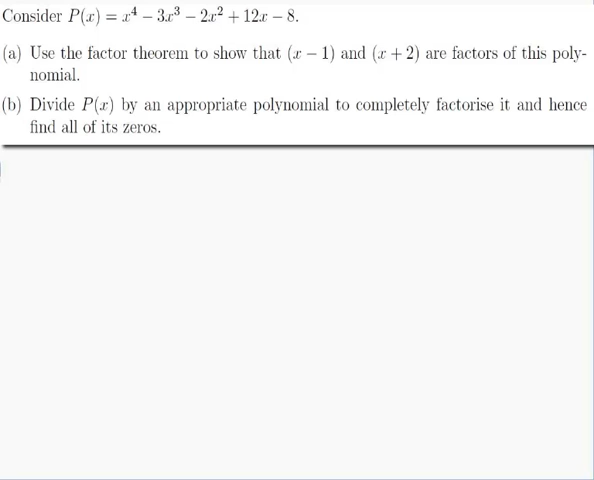 Consider P(x) = x⁴ − 3x³ − 2x² + 12x − 8.
(a) Use the factor theorem to show that (x − 1) and (x + 2) are factors of this poly-
nomial.
(b) Divide P(x) by an appropriate polynomial to completely factorise it and hence
find all of its zeros.